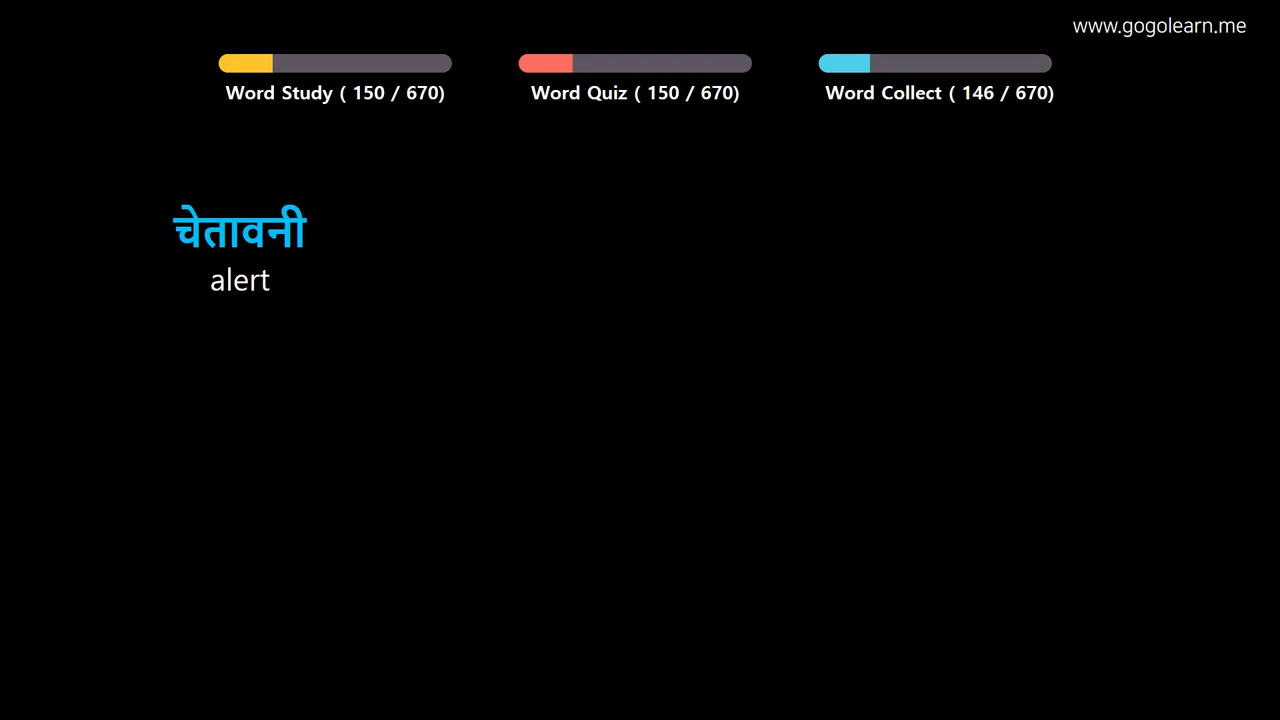 www.gogolearn.me
Word Study ( 150 / 670)
Word Quiz ( 150 / 670)
Word Collect ( 146 / 670)
चेतावनी
alert